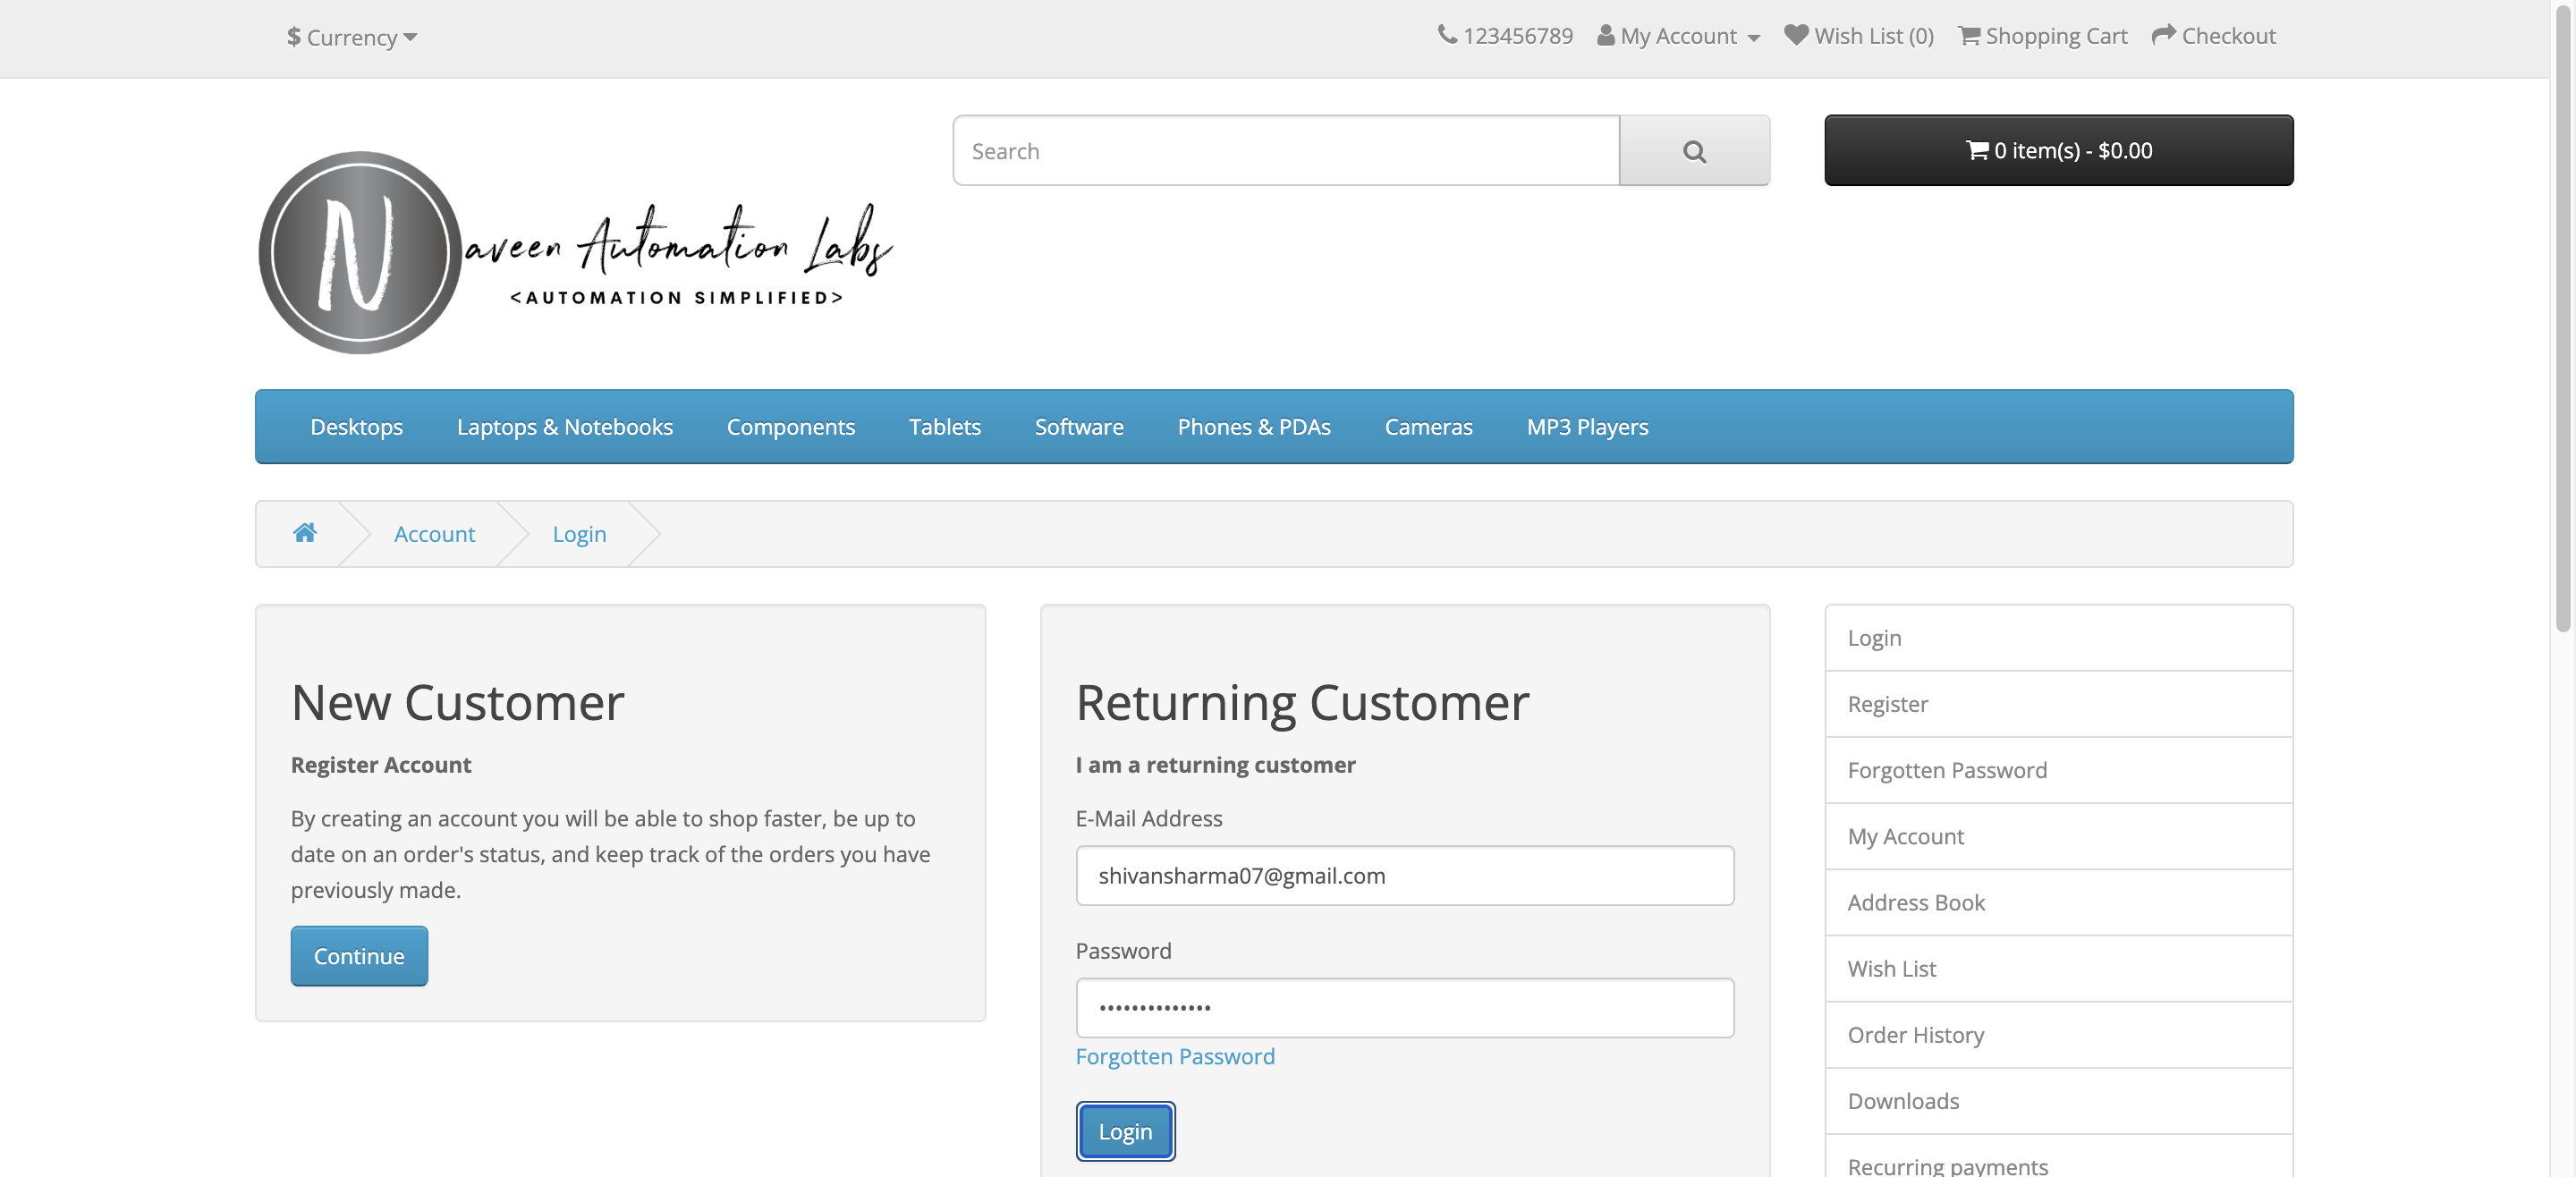 $ Currency
123456789 My Account Wish List (0) Shopping Cart Checkout
Search
0 item(s) - $0.00
Naveen Automation Labs
<AUTOMATION SIMPLIFIED>
Desktops Laptops & Notebooks Components Tablets Software Phones & PDAs Cameras MP3 Players
Account Login
New Customer
Register Account
By creating an account you will be able to shop faster, be up to
date on an order's status, and keep track of the orders you have
previously made.
Continue
Returning Customer
I am a returning customer
E-Mail Address
shivansharma07@gmail.com
Password
••••••••••••••
Forgotten Password
Login
Login
Register
Forgotten Password
My Account
Address Book
Wish List
Order History
Downloads
Recurring payments